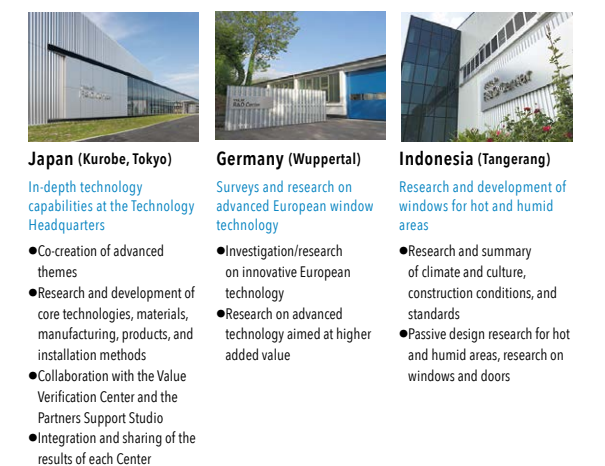 R&D Center
R&D Center
R&D Center
Japan (Kurobe, Tokyo)
In-depth technology
capabilities at the Technology
Headquarters
●Co-creation of advanced
themes
●Research and development of
core technologies, materials,
manufacturing, products, and
installation methods
●Collaboration with the Value
Verification Center and the
Partners Support Studio
●Integration and sharing of the
results of each Center
Germany (Wuppertal)
Surveys and research on
advanced European window
technology
●Investigation/research
on innovative European
technology
●Research on advanced
technology aimed at higher
added value
Indonesia (Tangerang)
Research and development of
windows for hot and humid
areas
●Research and summary
of climate and culture,
construction conditions, and
standards
●Passive design research for hot
and humid areas, research on
windows and doors